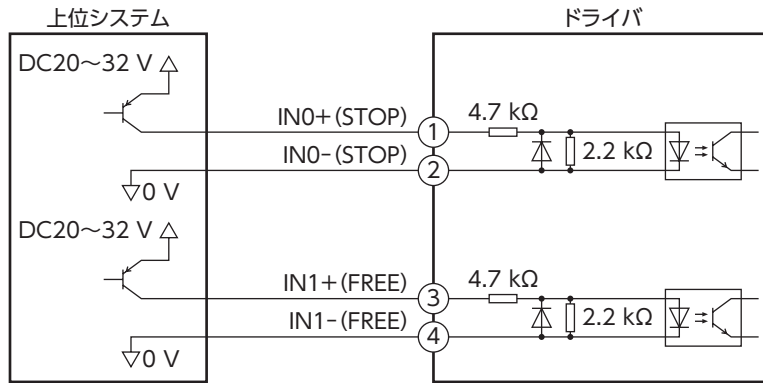 上位システム
ドライバ
DC20～32 V
IN0+(STOP)
1
4.7 kΩ
IN0-(STOP)
2
2.2 kΩ
0 V
DC20～32 V
IN1+(FREE)
3
4.7 kΩ
IN1-(FREE)
4
2.2 kΩ
0 V